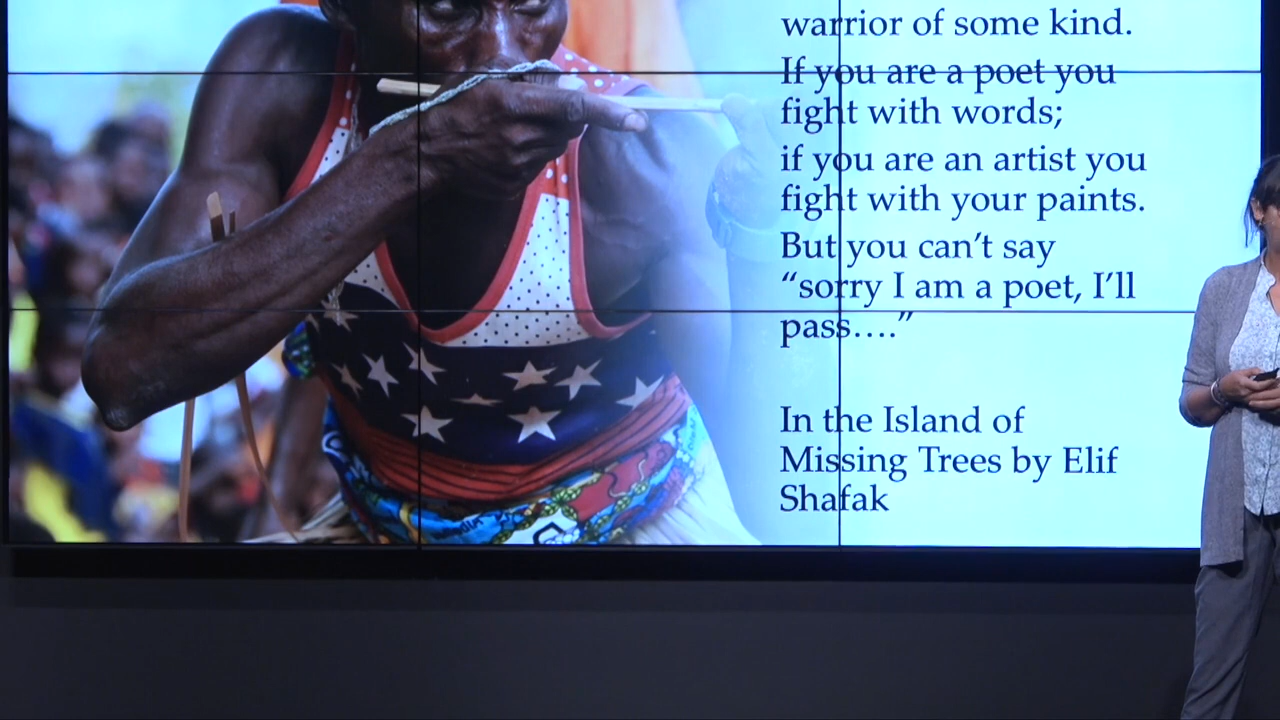 warrior of some kind.
If you are a poet you
fight with words;
if you are an artist you
fight with your paints.
But you can’t say
“sorry I am a poet, I’ll
pass….”
In the Island of
Missing Trees by Elif
Shafak